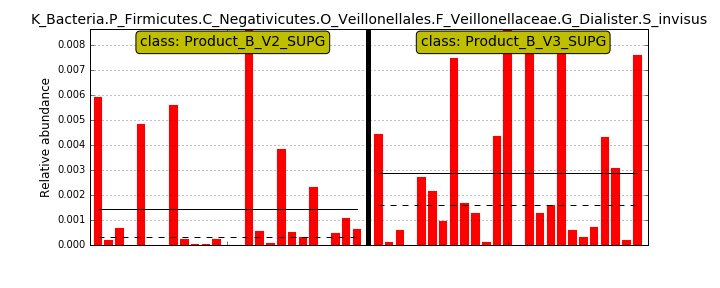 K_Bacteria.P_Firmicutes.C_Negativicutes.O_Veillonellales.F_Veillonellaceae.G_Dialister.S_invisus
class: Product_B_V2_SUPG
class: Product_B_V3_SUPG
Relative abundance
0.008
0.007
0.006
0.005
0.004
0.003
0.002
0.001
0.000